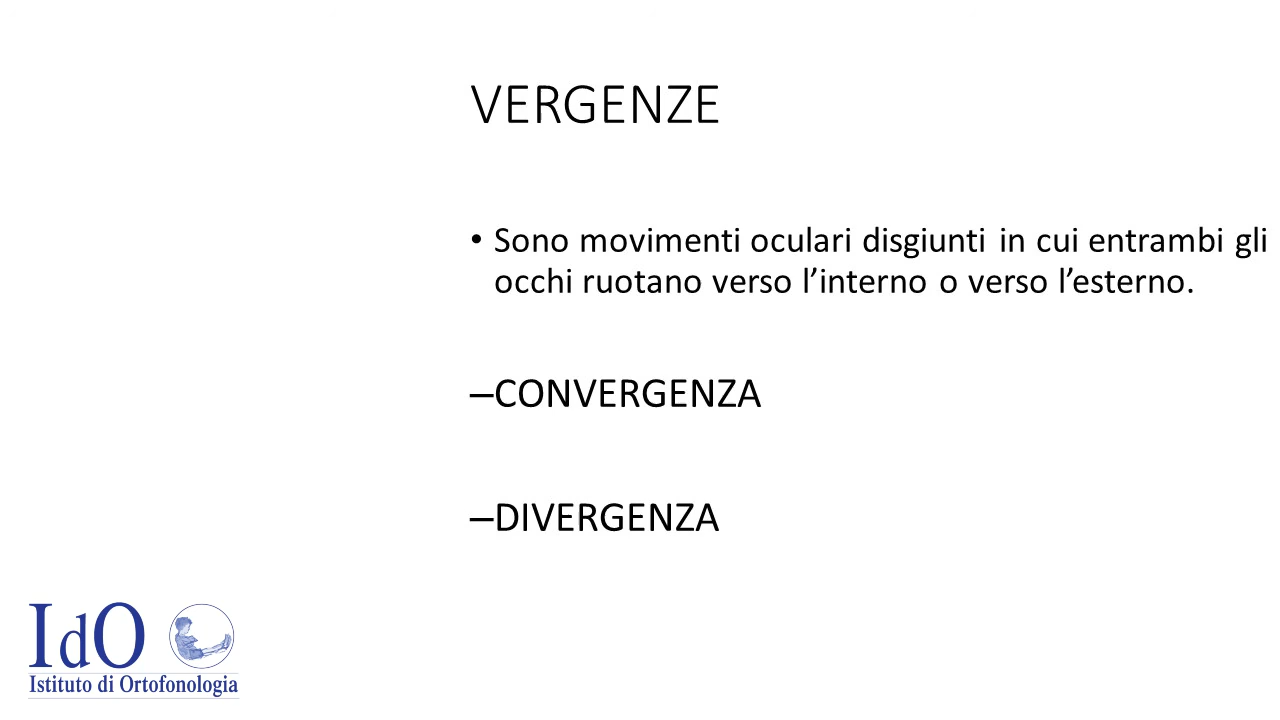 VERGENZE
• Sono movimenti oculari disgiunti in cui entrambi gli
occhi ruotano verso l’interno o verso l’esterno.
–CONVERGENZA
–DIVERGENZA
IdO
Istituto di Ortofonologia